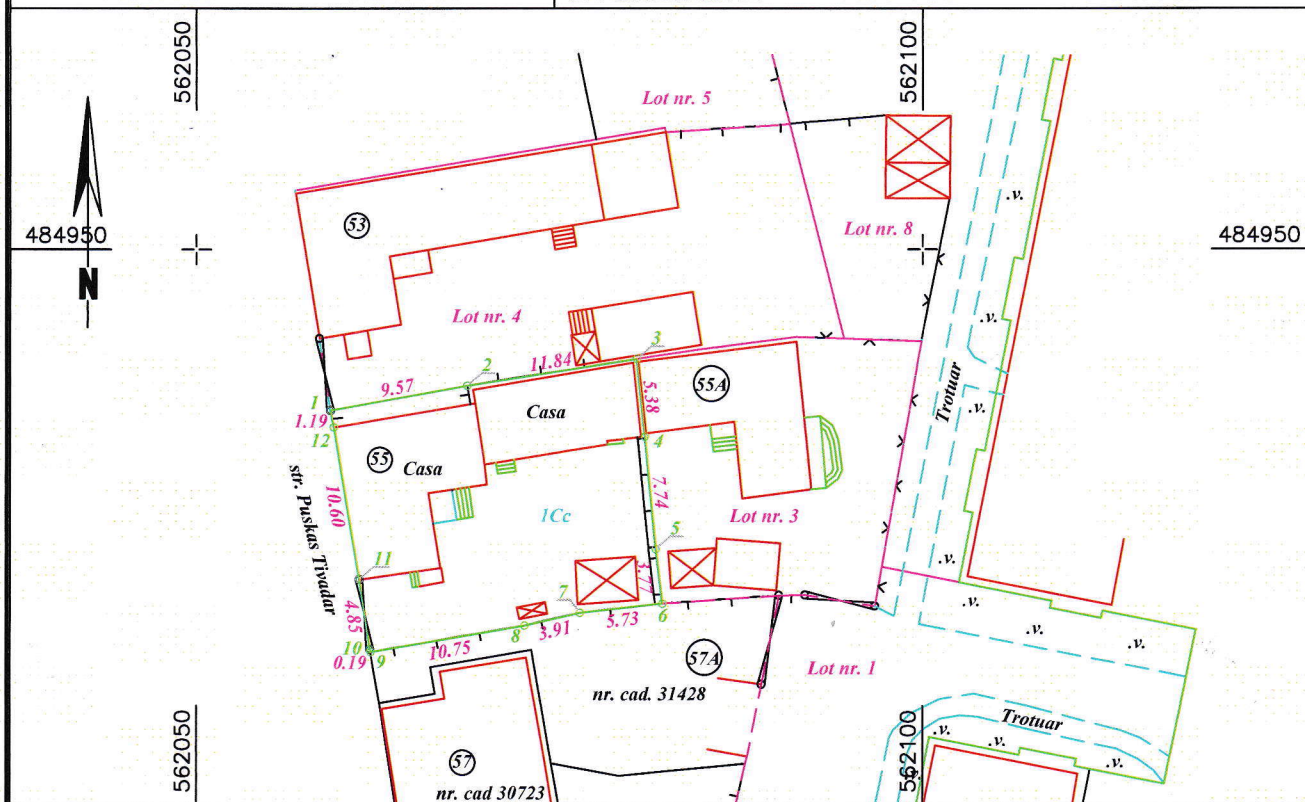 562050
562100
Lot nr. 5
.v.
53
484950
484950
Lot nr. 8
N
Lot nr. 4
.v.
3
11.84
2
9.57
55A
5.38
Trotuar
1
Casa
.v.
1.19
12
4
55
Casa
str. Puskas Tivadar
10.60
7.74
1Cc
Lot nr. 3
5
.v.
11
3.77
.v.
7
6
4.85
8
3.91
5.73
.v.
.v.
10
9
0.19
10.75
57A
Lot nr. 1
nr. cad. 31428
Trotuar
562050
562100
.v.
.v.
.v.
57
.v.
nr. cad 30723